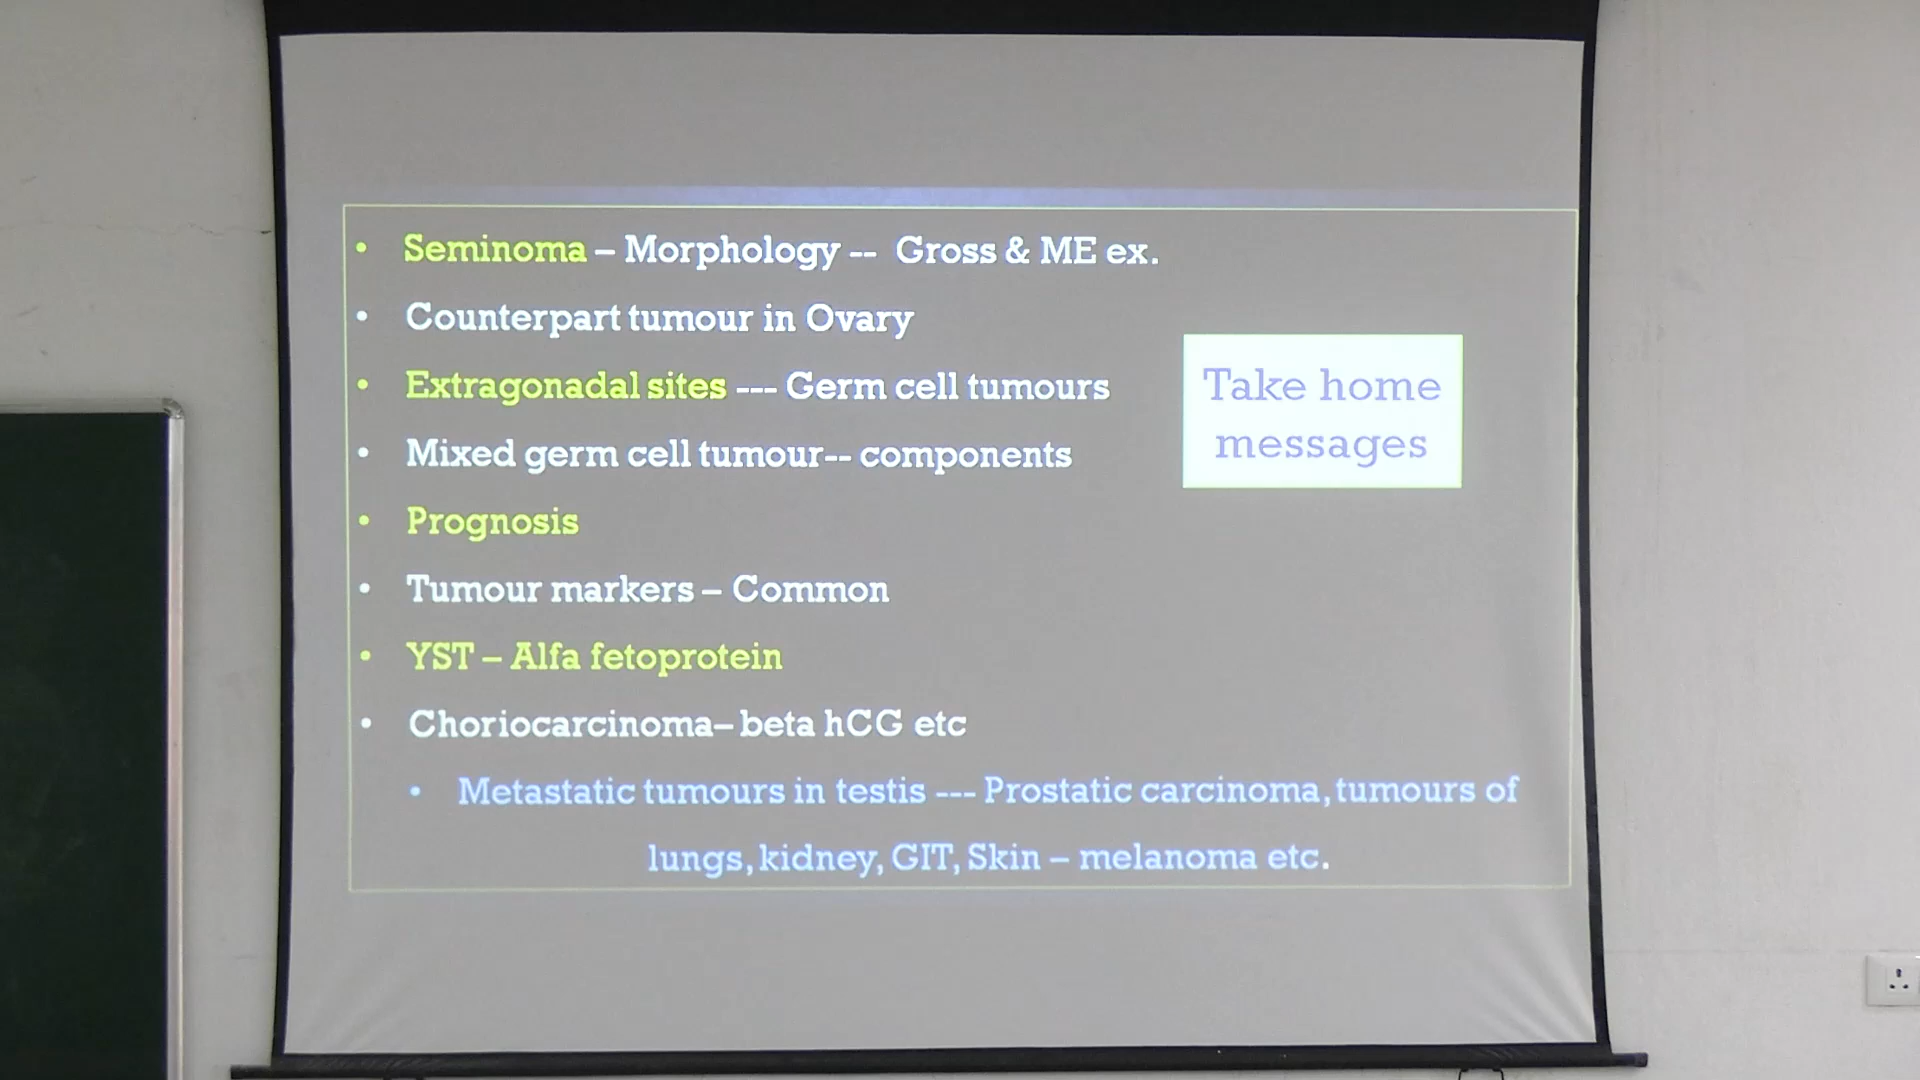 • Seminoma – Morphology -- Gross & ME ex.
• Counterpart tumour in Ovary
• Extragonadal sites --- Germ cell tumours
• Mixed germ cell tumour-- components
• Prognosis
• Tumour markers – Common
• YST – Alfa fetoprotein
• Choriocarcinoma– beta hCG etc
• Metastatic tumours in testis --- Prostatic carcinoma, tumours of
lungs, kidney, GIT, Skin – melanoma etc.
Take home
messages